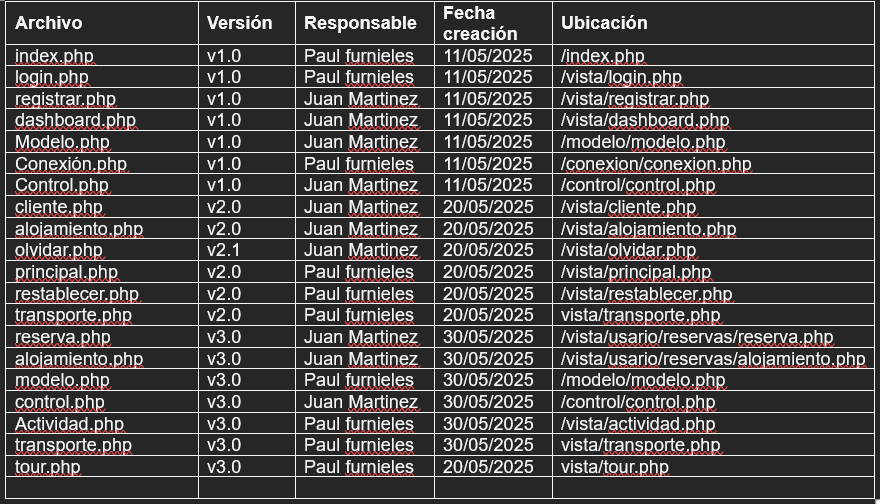 Archivo Versión Responsable Fecha creación Ubicación
index.php v1.0 Paul furnieles 11/05/2025 /index.php
login.php v1.0 Paul furnieles 11/05/2025 /vista/login.php
registrar.php v1.0 Juan Martinez 11/05/2025 /vista/registrar.php
dashboard.php v1.0 Juan Martinez 11/05/2025 /vista/dashboard.php
Modelo.php v1.0 Juan Martinez 11/05/2025 /modelo/modelo.php
Conexión.php v1.0 Paul furnieles 11/05/2025 /conexion/conexion.php
Control.php v1.0 Juan Martinez 11/05/2025 /control/control.php
cliente.php v2.0 Juan Martinez 20/05/2025 /vista/cliente.php
alojamiento.php v2.0 Juan Martinez 20/05/2025 /vista/alojamiento.php
olvidar.php v2.1 Juan Martinez 20/05/2025 /vista/olvidar.php
principal.php v2.0 Paul furnieles 20/05/2025 /vista/principal.php
restablecer.php v2.0 Paul furnieles 20/05/2025 /vista/restablecer.php
transporte.php v2.0 Paul furnieles 20/05/2025 vista/transporte.php
reserva.php v3.0 Juan Martinez 30/05/2025 /vista/usario/reservas/reserva.php
alojamiento.php v3.0 Juan Martinez 30/05/2025 /vista/usario/reservas/alojamiento.php
modelo.php v3.0 Paul furnieles 30/05/2025 /modelo/modelo.php
control.php v3.0 Juan Martinez 30/05/2025 /control/control.php
Actividad.php v3.0 Paul furnieles 30/05/2025 /vista/actividad.php
transporte.php v3.0 Paul furnieles 30/05/2025 vista/transporte.php
tour.php v3.0 Paul furnieles 20/05/2025 vista/tour.php